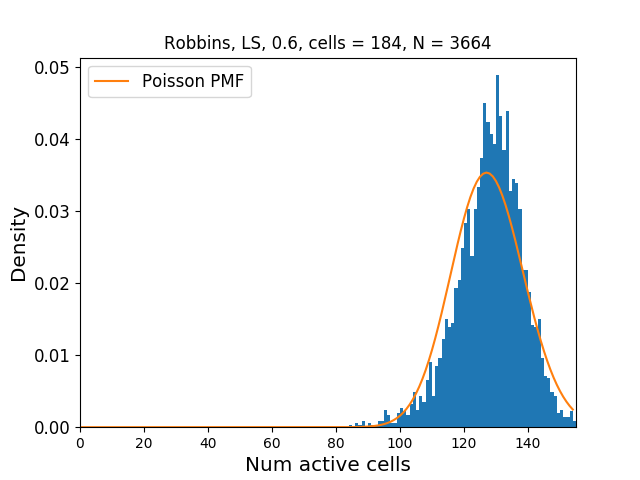 Robbins, LS, 0.6, cells = 184, N = 3664
Poisson PMF
0.05
0.04
0.03
0.02
0.01
0.00
Density
0 20 40 60 80 100 120 140
Num active cells